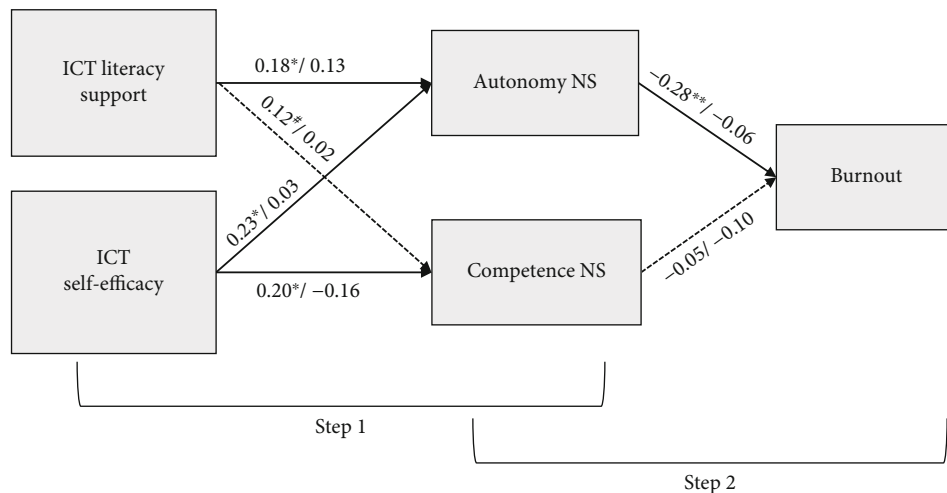 ICT literacy
support
0.18*/ 0.13
Autonomy NS
−0.28**/ −0.06
0.12#/ 0.02
Burnout
0.23*/ 0.03
ICT
self-efficacy
0.20*/ −0.16
Competence NS
−0.05/ −0.10
Step 1
Step 2